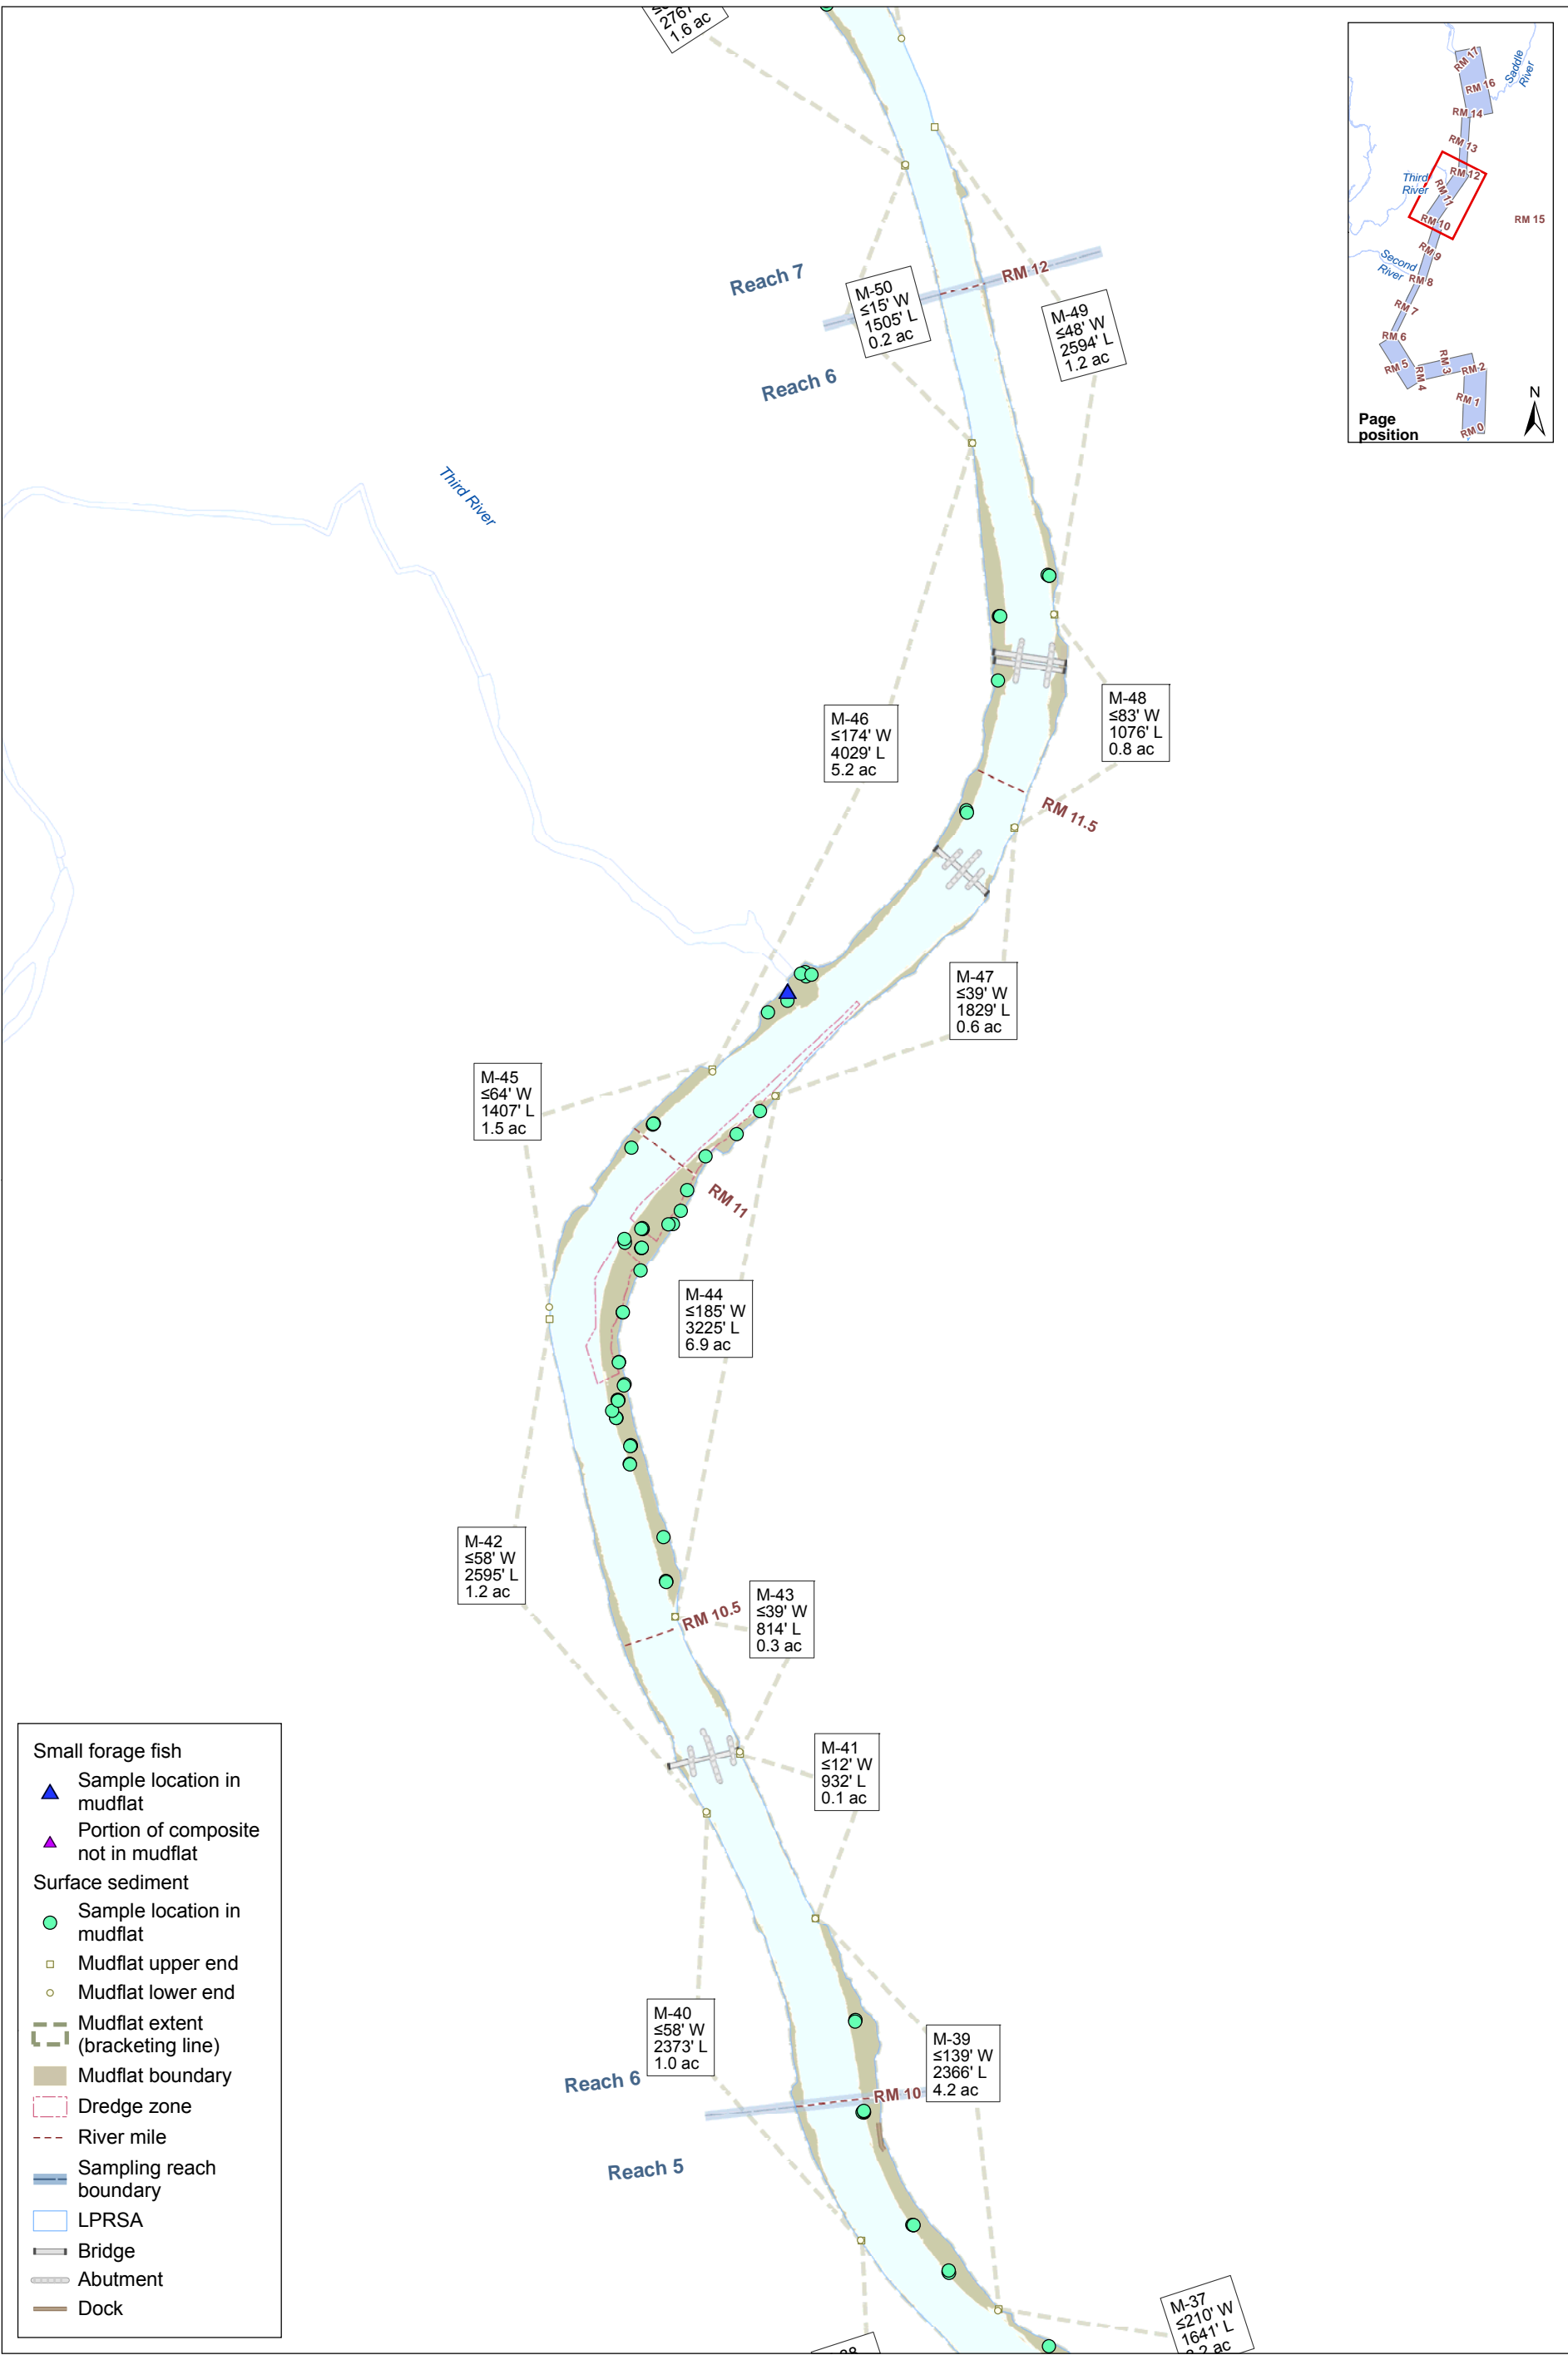 2767'
1.6 ac
RM 17
Saddle
River
RM 16
RM 14
RM 13
Third
River
RM 12
RM 11
RM 10
RM 15
RM 9
Second
River
RM 8
RM 7
RM 6
RM 5
RM 4
RM 3
RM 2
RM 1
RM 0
N
Page
position
Reach 7
RM 12
M-50
≤15' W
1505' L
0.2 ac
M-49
≤48' W
2594' L
1.2 ac
Reach 6
Third River
M-48
≤83' W
1076' L
0.8 ac
M-46
≤174' W
4029' L
5.2 ac
RM 11.5
M-47
≤39' W
1829' L
0.6 ac
M-45
≤64' W
1407' L
1.5 ac
RM 11
M-44
≤185' W
3225' L
6.9 ac
M-42
≤58' W
2595' L
1.2 ac
M-43
≤39' W
814' L
0.3 ac
RM 10.5
M-41
≤12' W
932' L
0.1 ac
M-40
≤58' W
2373' L
1.0 ac
M-39
≤139' W
2366' L
4.2 ac
Reach 6
RM 10
Reach 5
M-37
≤210' W
1641' L
Small forage fish
Sample location in
mudflat
Portion of composite
not in mudflat
Surface sediment
Sample location in
mudflat
Mudflat upper end
Mudflat lower end
Mudflat extent
(bracketing line)
Mudflat boundary
Dredge zone
River mile
Sampling reach
boundary
LPRSA
Bridge
Abutment
Dock